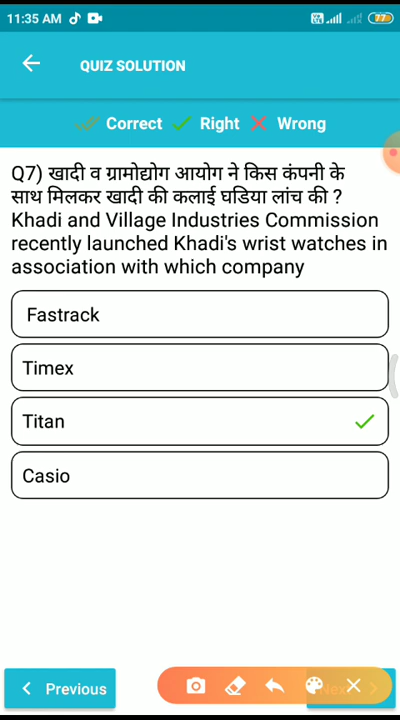 11:35 AM
77
QUIZ SOLUTION
Correct Right Wrong
Q7) खादी व ग्रामोद्योग आयोग ने किस कंपनी के
साथ मिलकर खादी की कलाई घडिया लांच की ?
Khadi and Village Industries Commission
recently launched Khadi's wrist watches in
association with which company
Fastrack
Timex
Titan
Casio
Previous